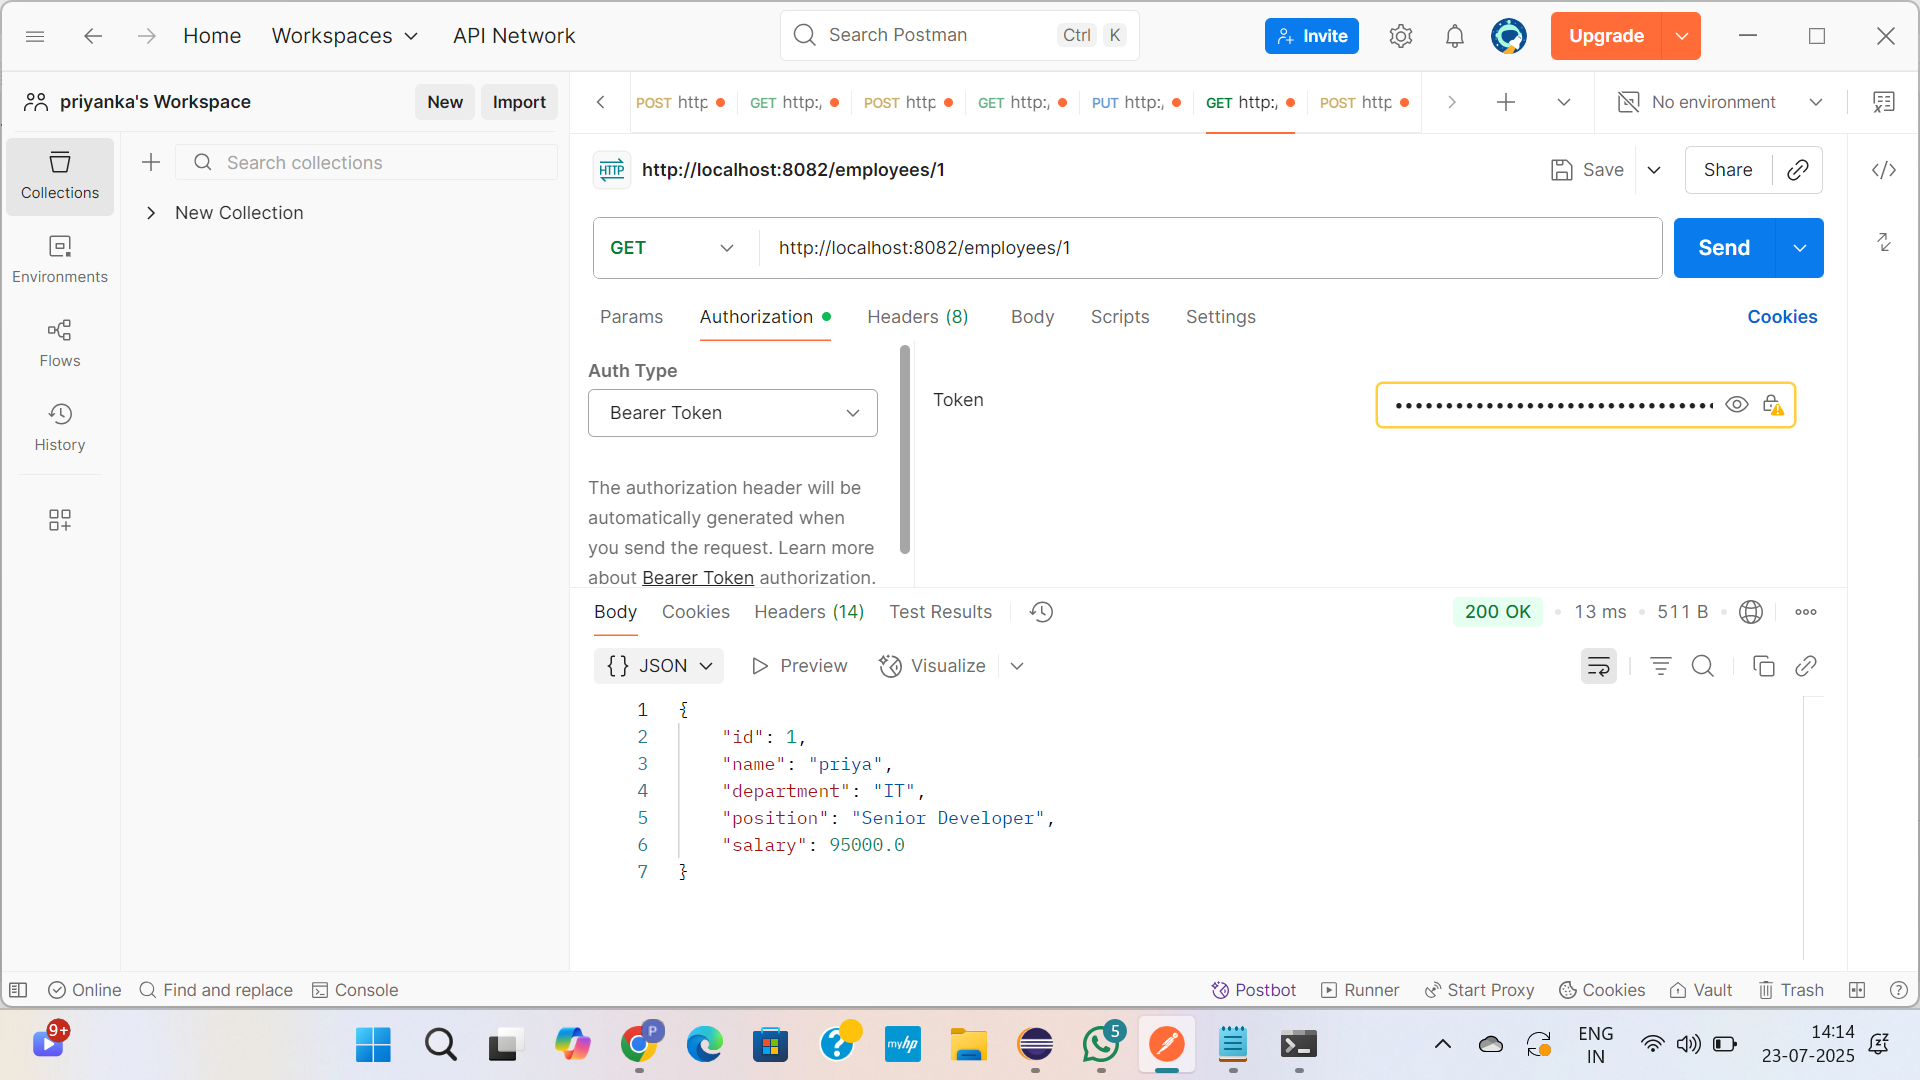 Home
Workspaces
API Network
Search Postman
Ctrl
K
Invite
Upgrade
priyanka's Workspace
New
Import
POST http
GET http:/
POST http
GET http:/
PUT http:/
GET http:/
POST http
No environment
Collections
Search collections
New Collection
Environments
Flows
History
HTTP
http://localhost:8082/employees/1
Save
Share
GET
http://localhost:8082/employees/1
Send
Params
Authorization
Headers (8)
Body
Scripts
Settings
Cookies
Auth Type
Bearer Token
Token
The authorization header will be
automatically generated when
you send the request. Learn more
about Bearer Token authorization.
Body
Cookies
Headers (14)
Test Results
200 OK
13 ms
511 B
{} JSON
Preview
Visualize
1 {
2 "id": 1,
3 "name": "priya",
4 "department": "IT",
5 "position": "Senior Developer",
6 "salary": 95000.0
7 }
Online
Find and replace
Console
Postbot
Runner
Start Proxy
Cookies
Vault
Trash
9+
P
myhp
5
ENG
IN
14:14
23-07-2025